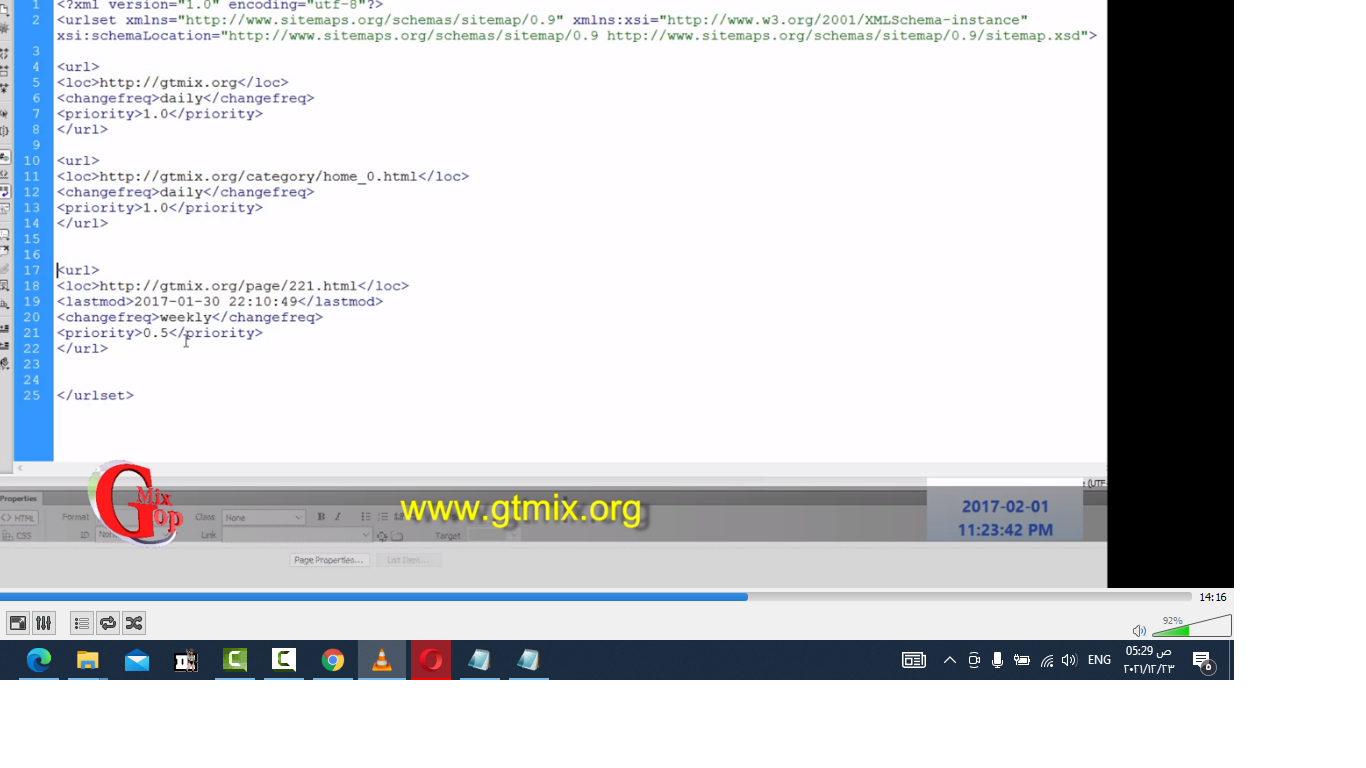 1 <?xml version="1.0" encoding="utf-8"?>
2 <urlset xmlns="http://www.sitemaps.org/schemas/sitemap/0.9" xmlns:xsi="http://www.w3.org/2001/XMLSchema-instance"
xsi:schemaLocation="http://www.sitemaps.org/schemas/sitemap/0.9 http://www.sitemaps.org/schemas/sitemap/0.9/sitemap.xsd">
3
4 <url>
5 <loc>http://gtmix.org</loc>
6 <changefreq>daily</changefreq>
7 <priority>1.0</priority>
8 </url>
9
10 <url>
11 <loc>http://gtmix.org/category/home_0.html</loc>
12 <changefreq>daily</changefreq>
13 <priority>1.0</priority>
14 </url>
15
16
17 <url>
18 <loc>http://gtmix.org/page/221.html</loc>
19 <lastmod>2017-01-30 22:10:49</lastmod>
20 <changefreq>weekly</changefreq>
21 <priority>0.5</priority>
22 </url>
23
24
25 </urlset>
(UTF-
Properties
<> HTML Format Class None B I
CSS ID Link Target
G Mix Top
www.gtmix.org
2017-02-01
11:23:42 PM
Page Properties... List Item...
14:16
92%
ENG
05:29 ص
٢٠٢١/١٢/٢٣